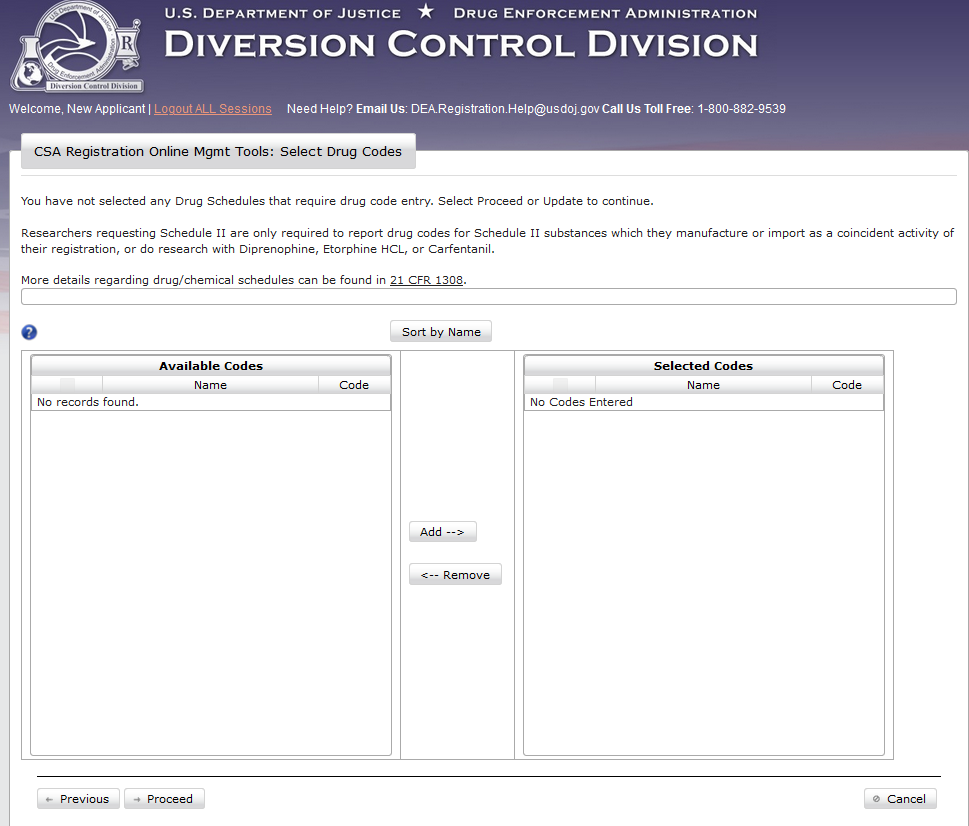 U.S. DEPARTMENT OF JUSTICE ★ DRUG ENFORCEMENT ADMINISTRATION
DIVERSION CONTROL DIVISION
U.S. Department of Justice
R
Drug Enforcement Administration
Diversion Control Division
Welcome, New Applicant | Logout ALL Sessions Need Help? Email Us: DEA.Registration.Help@usdoj.gov Call Us Toll Free: 1-800-882-9539
CSA Registration Online Mgmt Tools: Select Drug Codes
You have not selected any Drug Schedules that require drug code entry. Select Proceed or Update to continue.
Researchers requesting Schedule II are only required to report drug codes for Schedule II substances which they manufacture or import as a coincident activity of
their registration, or do research with Diprenophine, Etorphine HCL, or Carfentanil.
More details regarding drug/chemical schedules can be found in 21 CFR 1308.
?
Sort by Name
Available Codes
Name Code
No records found.
Add -->
<-- Remove
Selected Codes
Name Code
No Codes Entered
Previous
Proceed
Cancel